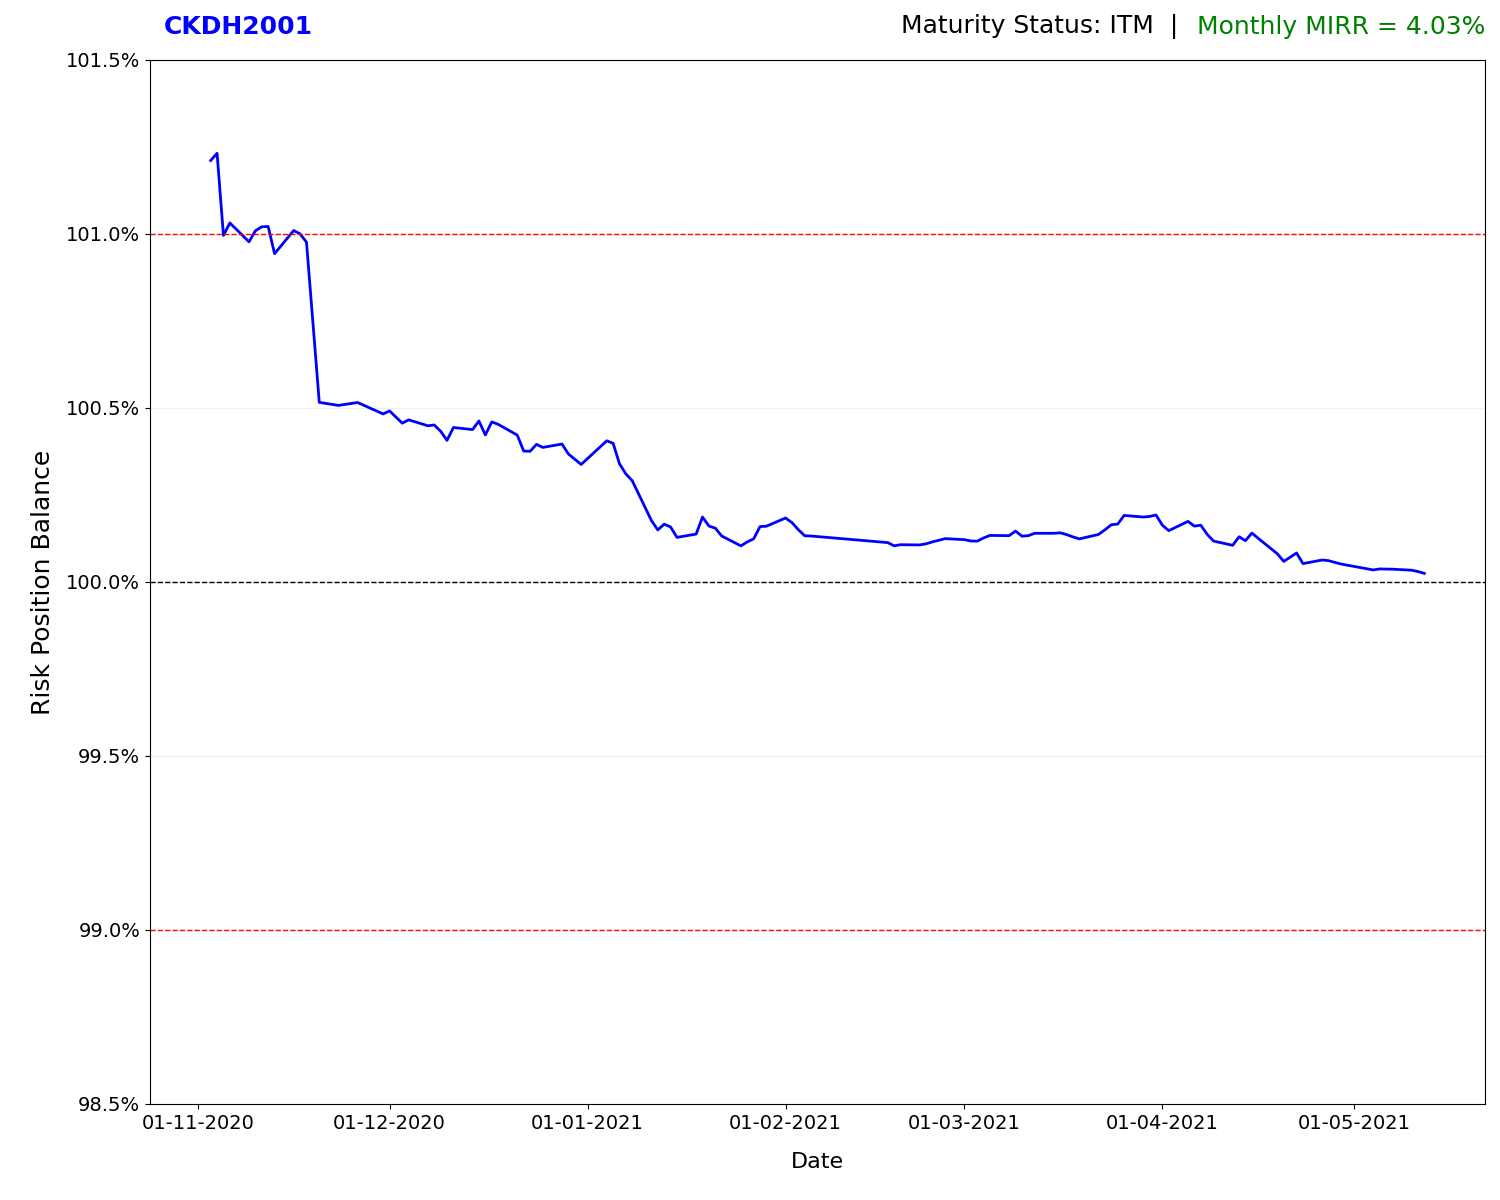 CKDH2001
Maturity Status: ITM | Monthly MIRR = 4.03%
101.5%
101.0%
100.5%
100.0%
99.5%
99.0%
98.5%
Risk Position Balance
01-11-2020 01-12-2020 01-01-2021 01-02-2021 01-03-2021 01-04-2021 01-05-2021
Date